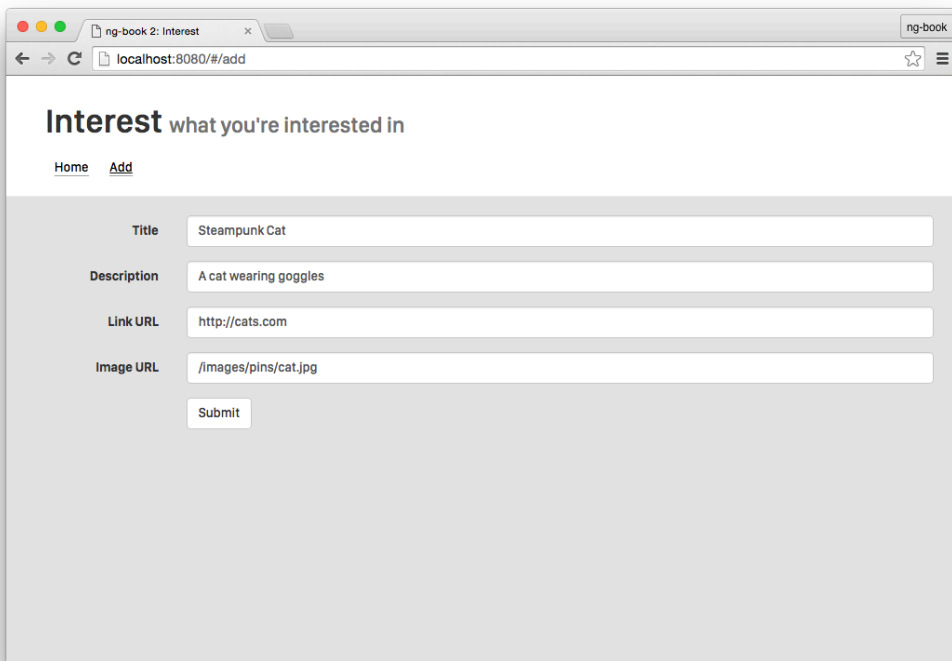 ng-book 2: Interest
ng-book
localhost:8080/#/add
Interest what you're interested in
Home Add
Title Steampunk Cat
Description A cat wearing goggles
Link URL http://cats.com
Image URL /images/pins/cat.jpg
Submit